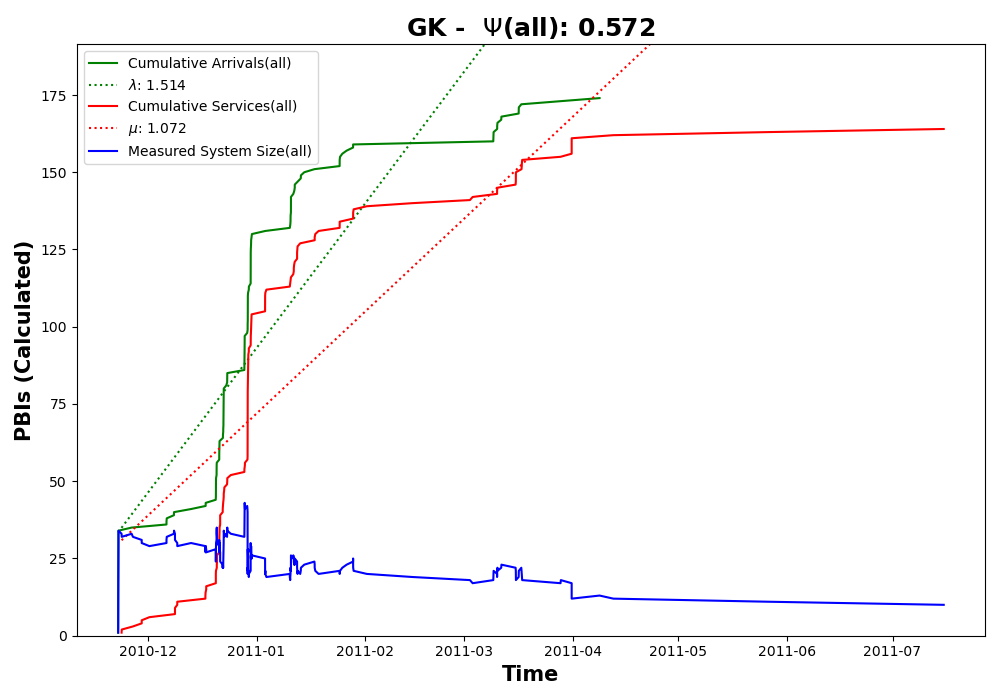 GK - Ψ(all): 0.572
Cumulative Arrivals(all)
λ: 1.514
Cumulative Services(all)
μ: 1.072
Measured System Size(all)
PBIs (Calculated)
175
150
125
100
75
50
25
0
2010-12 2011-01 2011-02 2011-03 2011-04 2011-05 2011-06 2011-07
Time